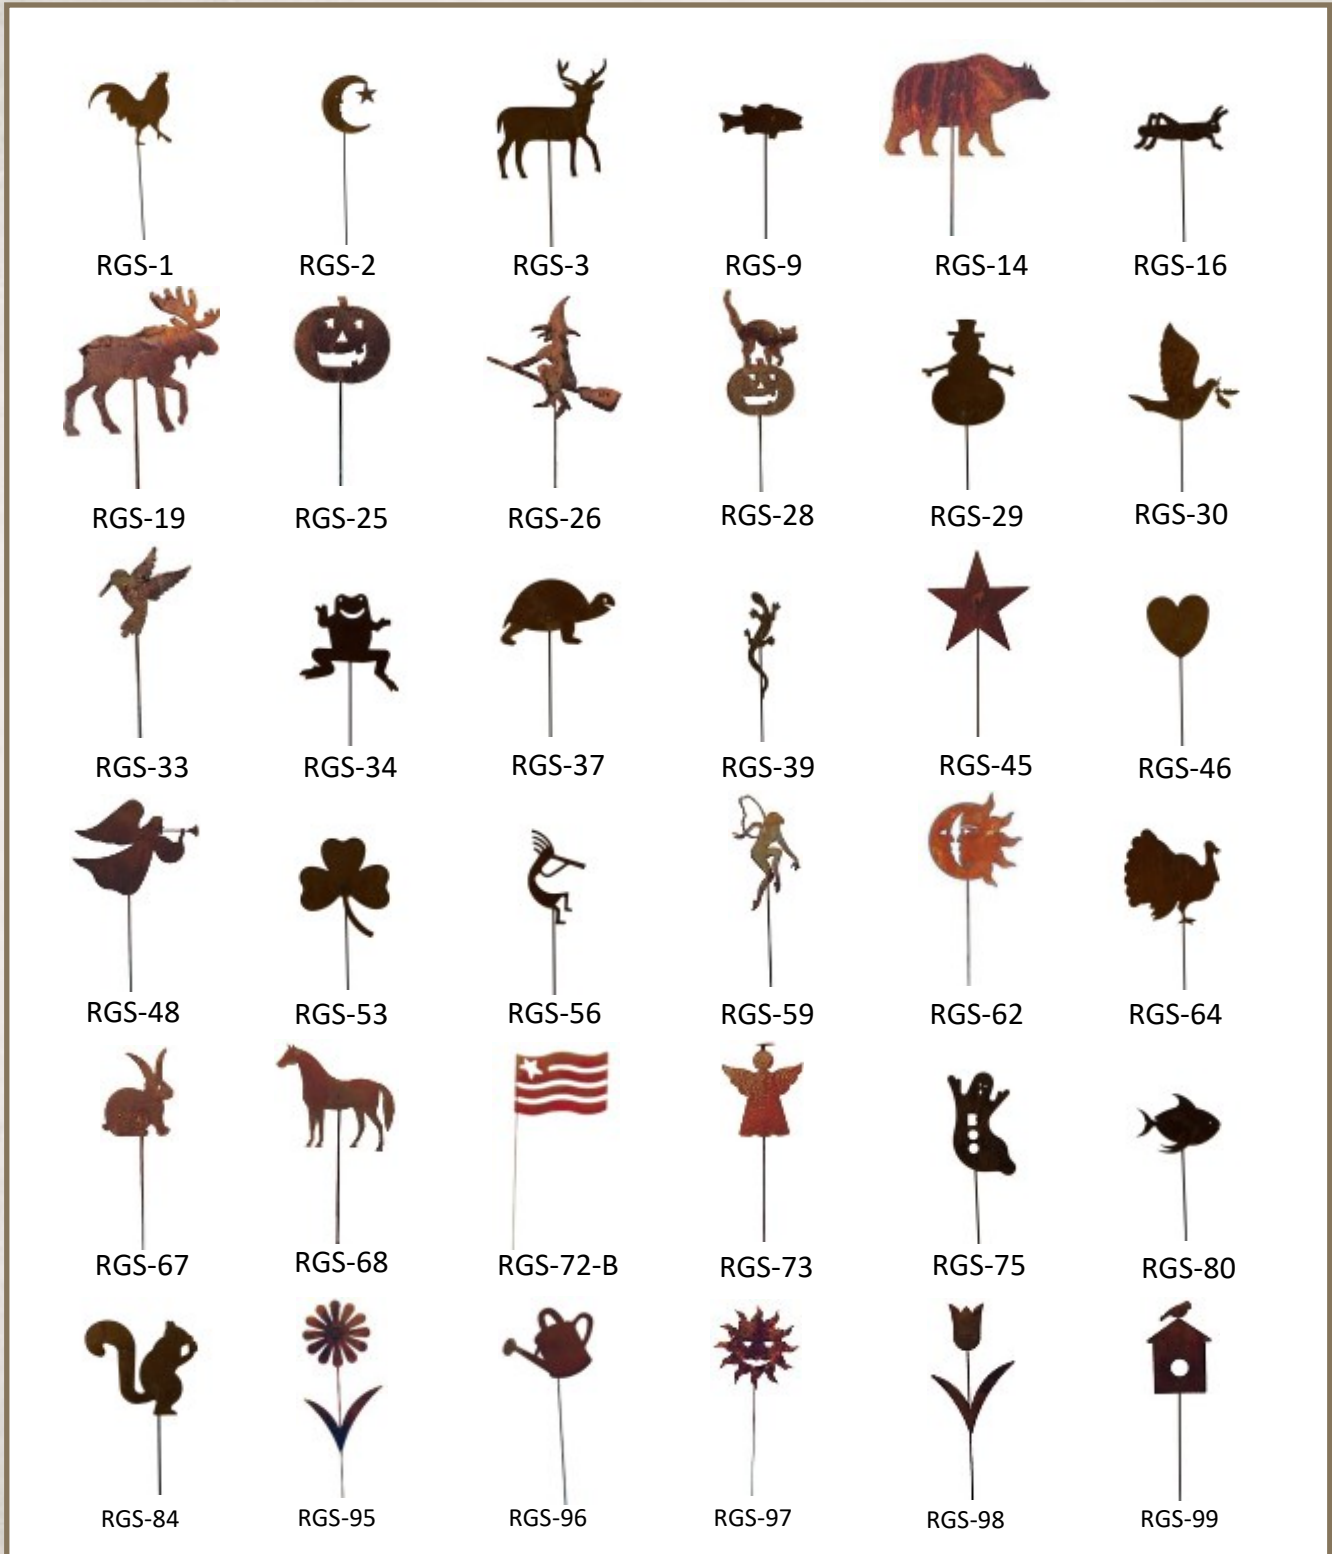 RGS-1 RGS-2 RGS-3 RGS-9 RGS-14 RGS-16
RGS-19 RGS-25 RGS-26 RGS-28 RGS-29 RGS-30
RGS-33 RGS-34 RGS-37 RGS-39 RGS-45 RGS-46
RGS-48 RGS-53 RGS-56 RGS-59 RGS-62 RGS-64
RGS-67 RGS-68 RGS-72-B RGS-73 RGS-75 RGS-80
RGS-84 RGS-95 RGS-96 RGS-97 RGS-98 RGS-99